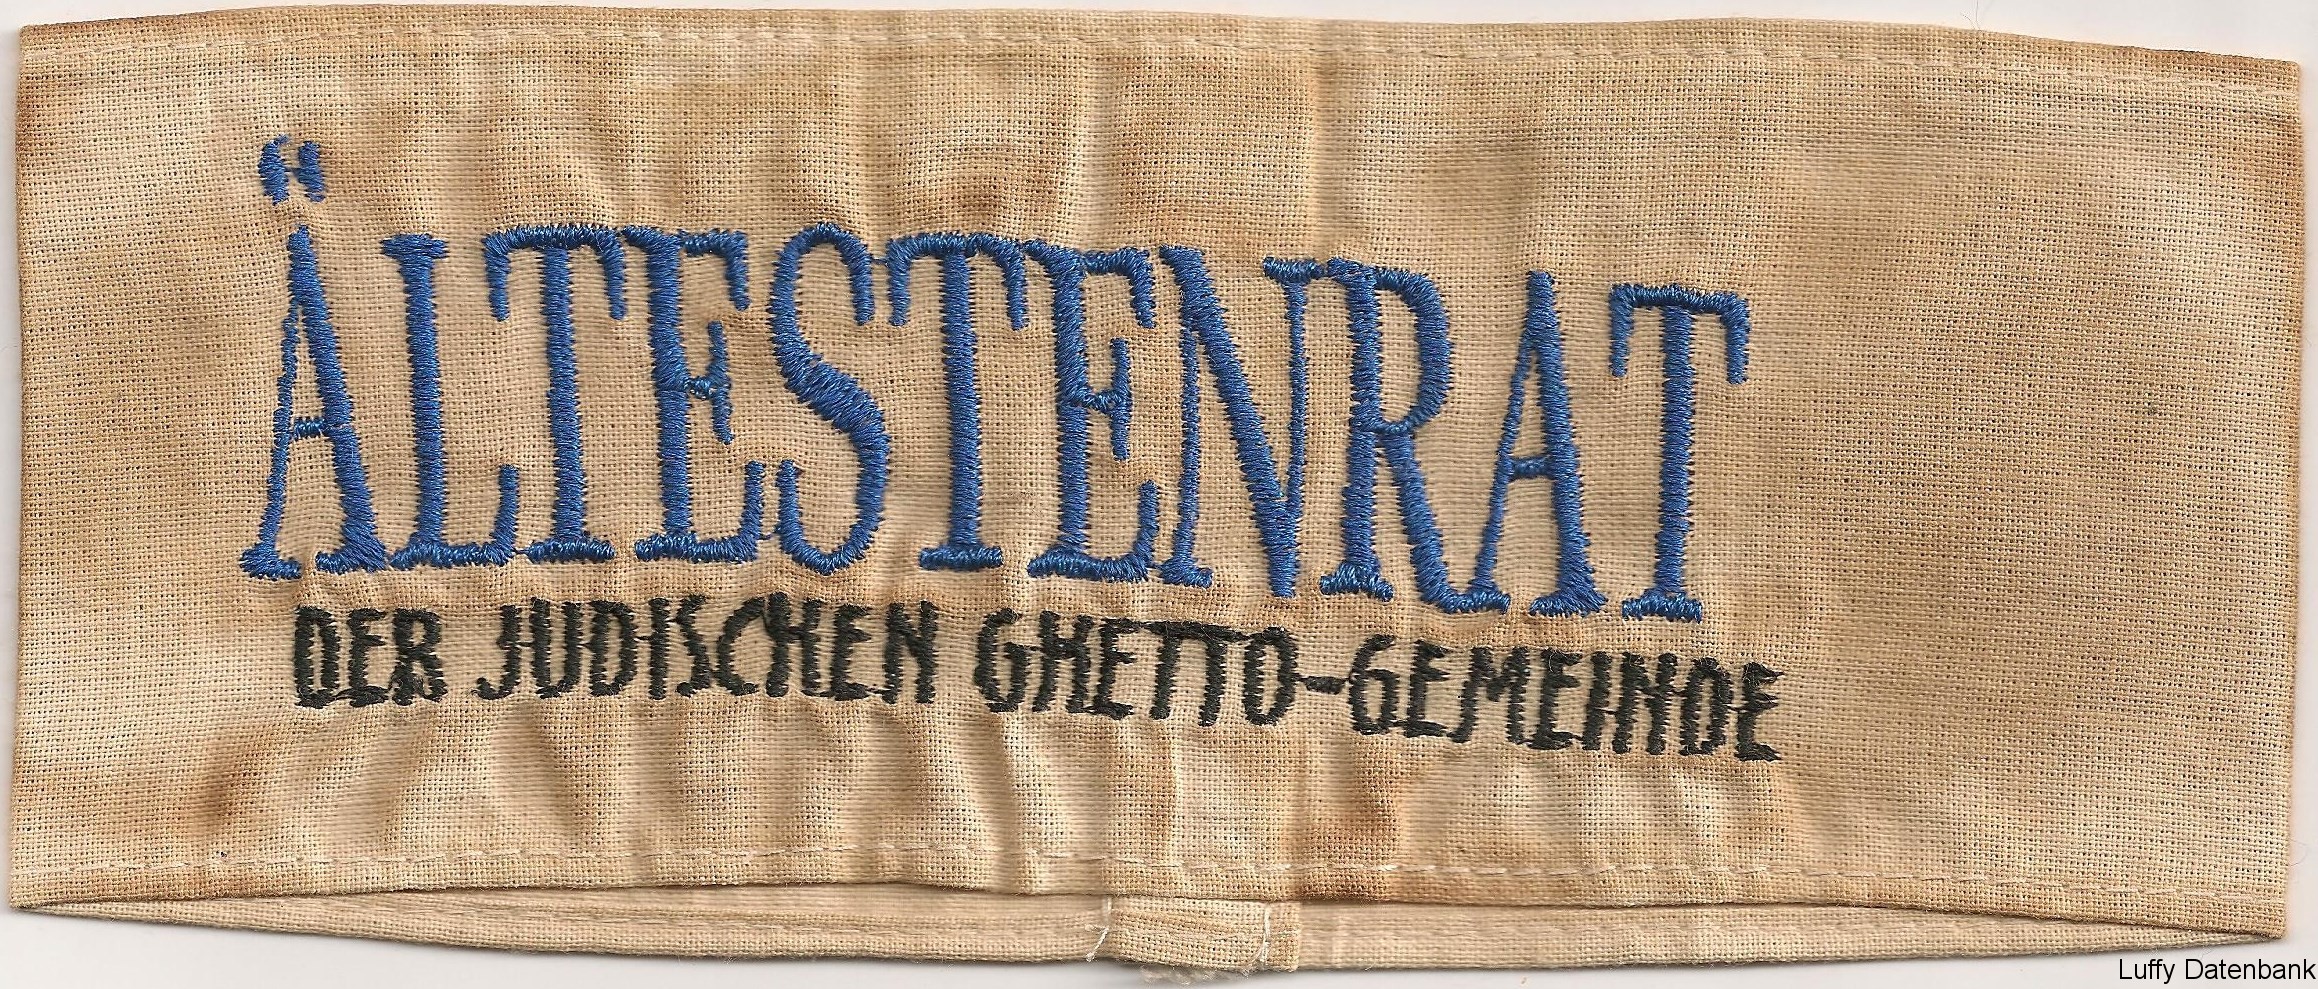 ÄLTESTENRAT
DER JUDISCHEN GHETTO-GEMEINDE
Luffy Datenbank